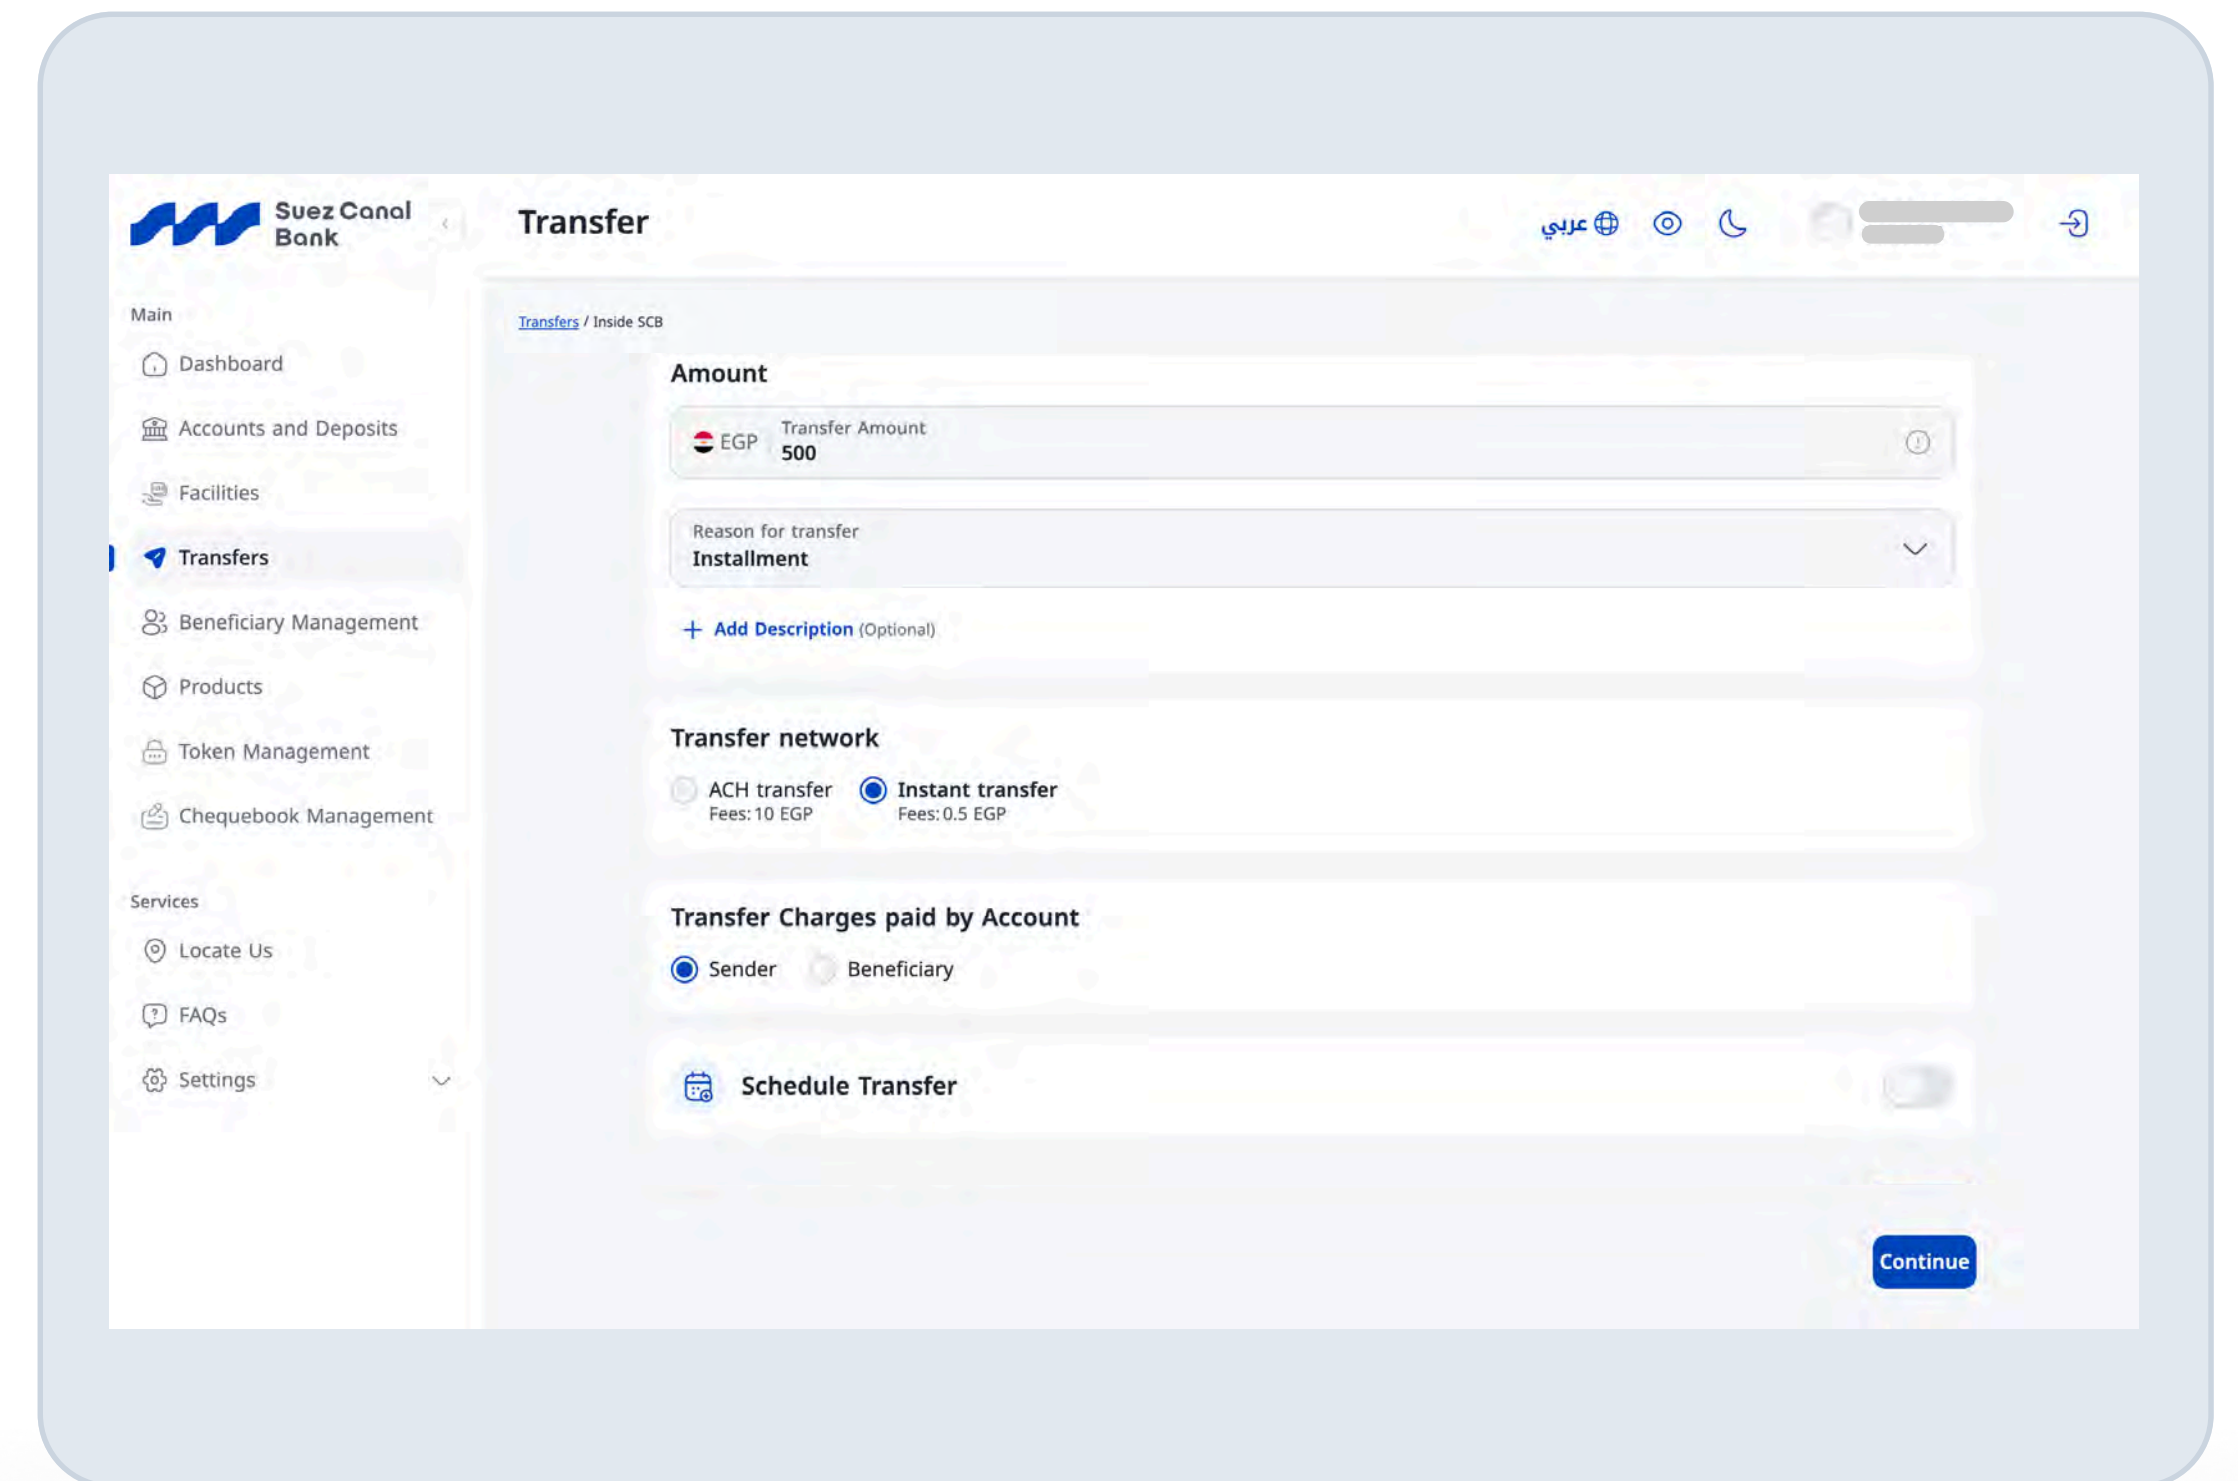 Suez Canal
Bank
Transfer
عربي
Main
Dashboard
Accounts and Deposits
Facilities
Transfers
Beneficiary Management
Products
Token Management
Chequebook Management
Services
Locate Us
FAQs
Settings
Transfers / Inside SCB
Amount
EGP
Transfer Amount
500
Reason for transfer
Installment
+ Add Description (Optional)
Transfer network
ACH transfer
Fees: 10 EGP
Instant transfer
Fees: 0.5 EGP
Transfer Charges paid by Account
Sender
Beneficiary
Schedule Transfer
Continue